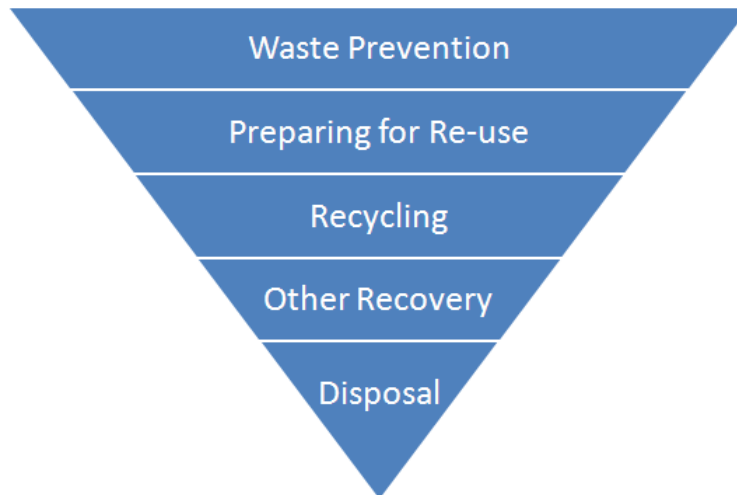 Waste Prevention
Preparing for Re-use
Recycling
Other Recovery
Disposal